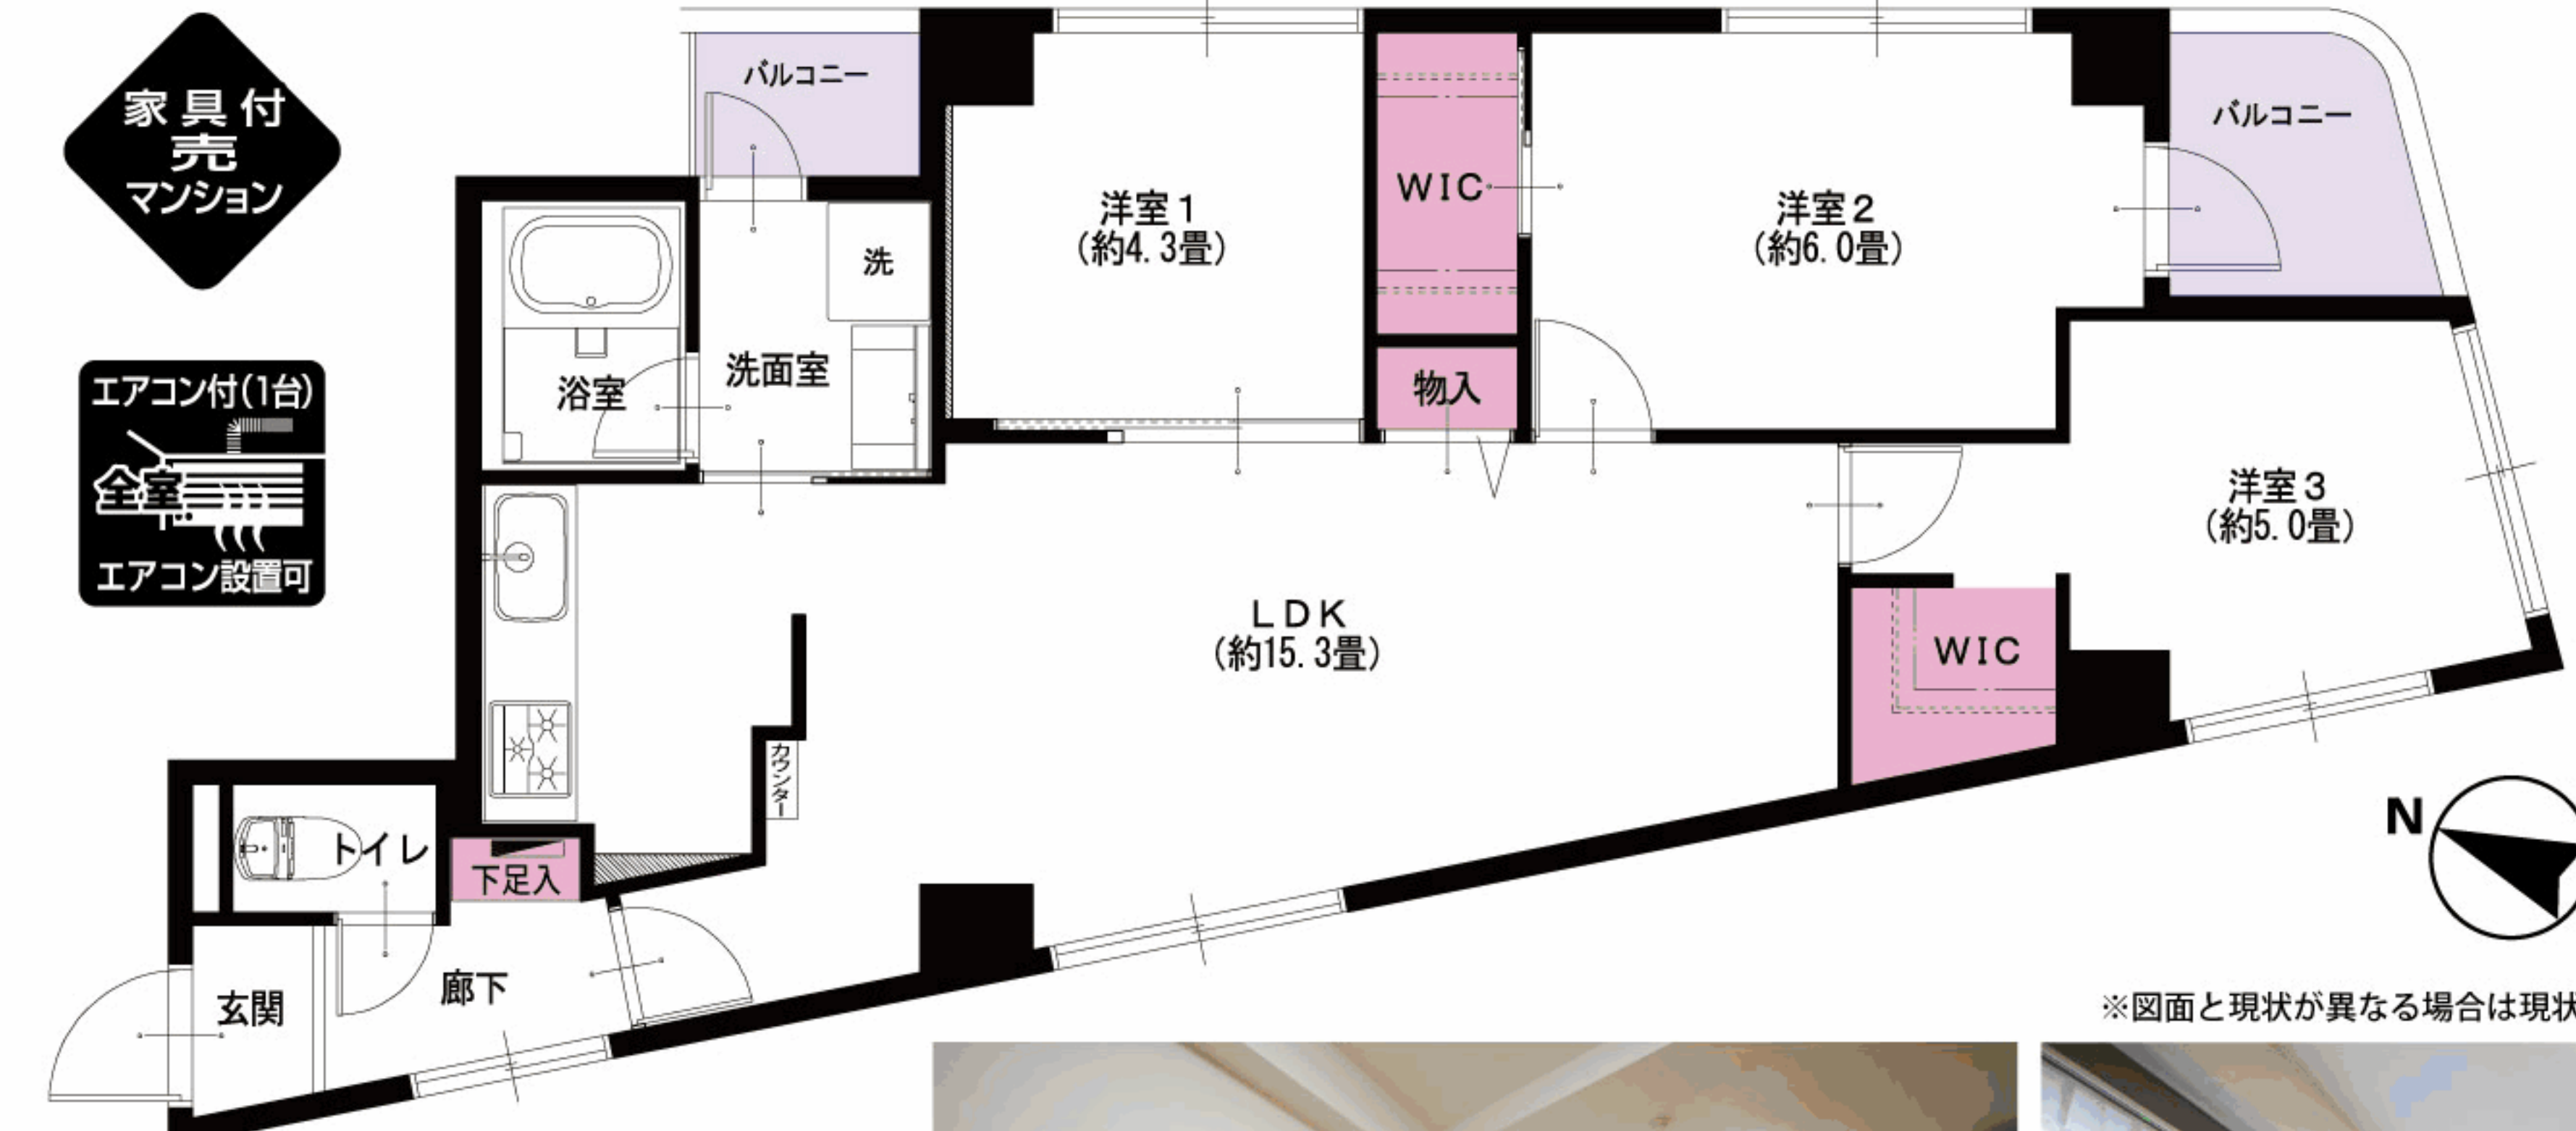 家具付
売
マンション
エアコン付(1台)
全室
エアコン設置可
バルコニー
バルコニー
洋室1
(約4.3畳)
WIC
洋室2
(約6.0畳)
洗
洗面室
浴室
物入
洋室3
(約5.0畳)
LDK
(約15.3畳)
WIC
カウンター
トイレ
下足入
玄関
廊下
N
※図面と現状が異なる場合は現状